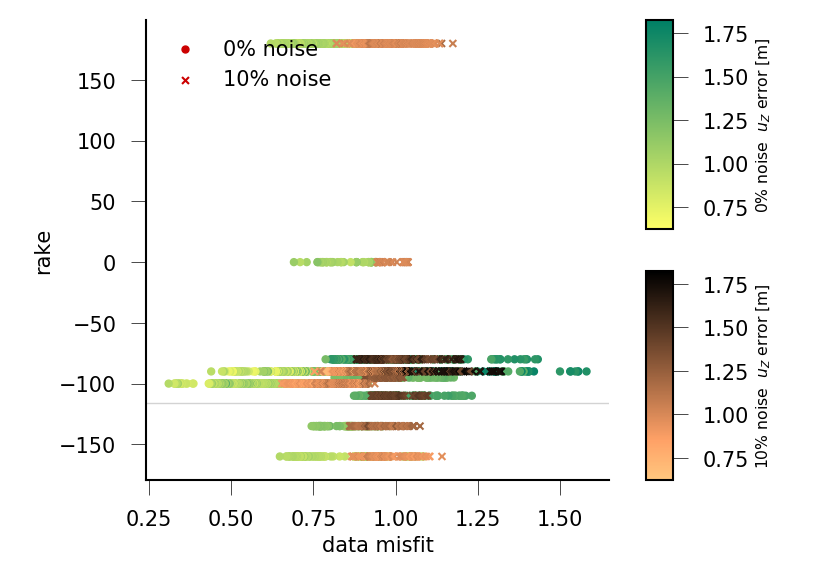 0% noise
10% noise
150
100
50
0
−50
−100
−150
rake
0.25 0.50 0.75 1.00 1.25 1.50
data misfit
1.75
1.50
1.25
1.00
0.75
0% noise uz error [m]
1.75
1.50
1.25
1.00
0.75
10% noise uz error [m]